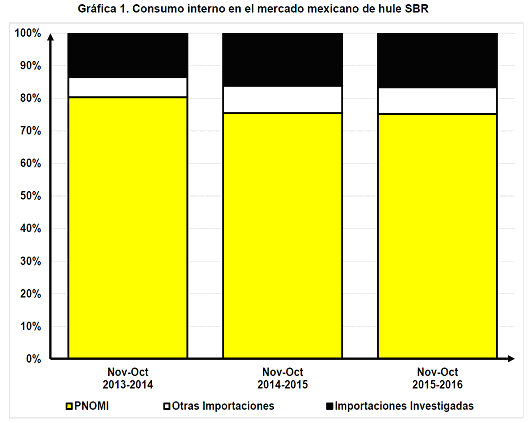 Gráfica 1. Consumo interno en el mercado mexicano de hule SBR
100%
90%
80%
70%
60%
50%
40%
30%
20%
10%
0%
Nov-Oct Nov-Oct Nov-Oct
2013-2014 2014-2015 2015-2016
PNOMI Otras Importaciones Importaciones Investigadas